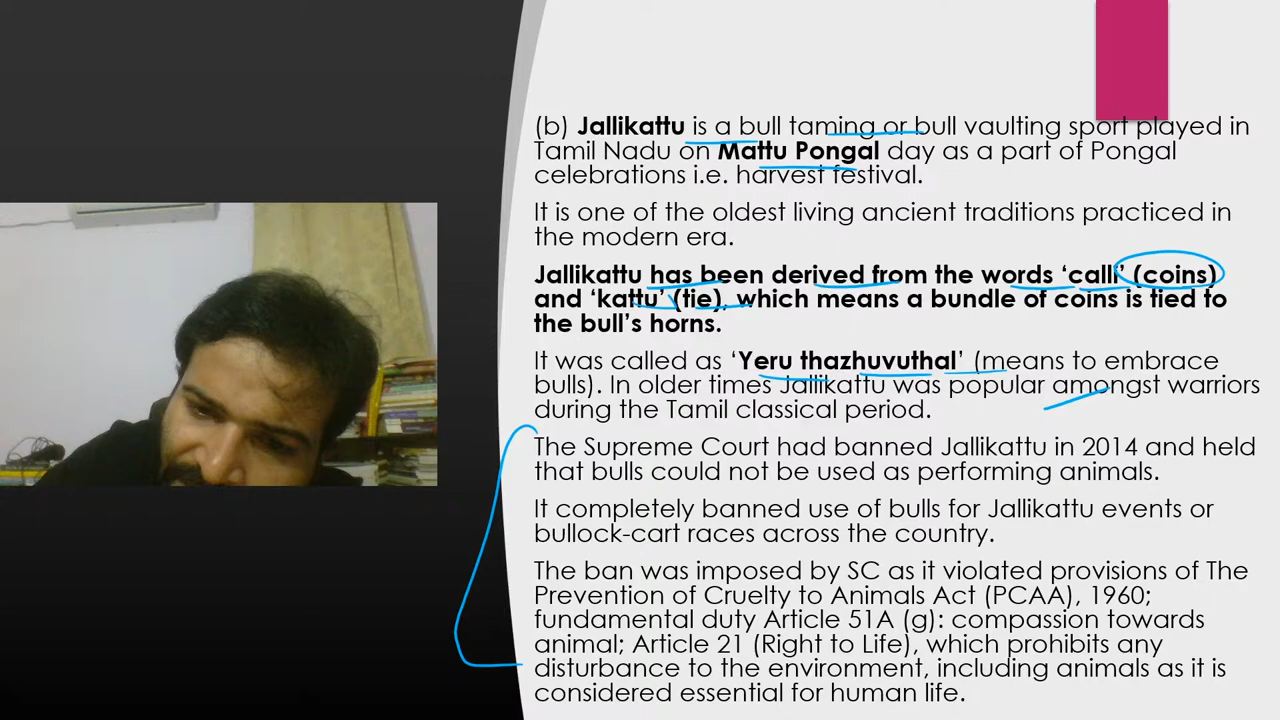 (b) Jallikattu is a bull taming or bull vaulting sport played in
Tamil Nadu on Mattu Pongal day as a part of Pongal
celebrations i.e. harvest festival.
It is one of the oldest living ancient traditions practiced in
the modern era.
Jallikattu has been derived from the words ‘calli’ (coins)
and ‘kattu’ (tie), which means a bundle of coins is tied to
the bull’s horns.
It was called as ‘Yeru thazhuvuthal’ (means to embrace
bulls). In older times Jallikattu was popular amongst warriors
during the Tamil classical period.
The Supreme Court had banned Jallikattu in 2014 and held
that bulls could not be used as performing animals.
It completely banned use of bulls for Jallikattu events or
bullock-cart races across the country.
The ban was imposed by SC as it violated provisions of The
Prevention of Cruelty to Animals Act (PCAA), 1960;
fundamental duty Article 51A (g): compassion towards
animal; Article 21 (Right to Life), which prohibits any
disturbance to the environment, including animals as it is
considered essential for human life.